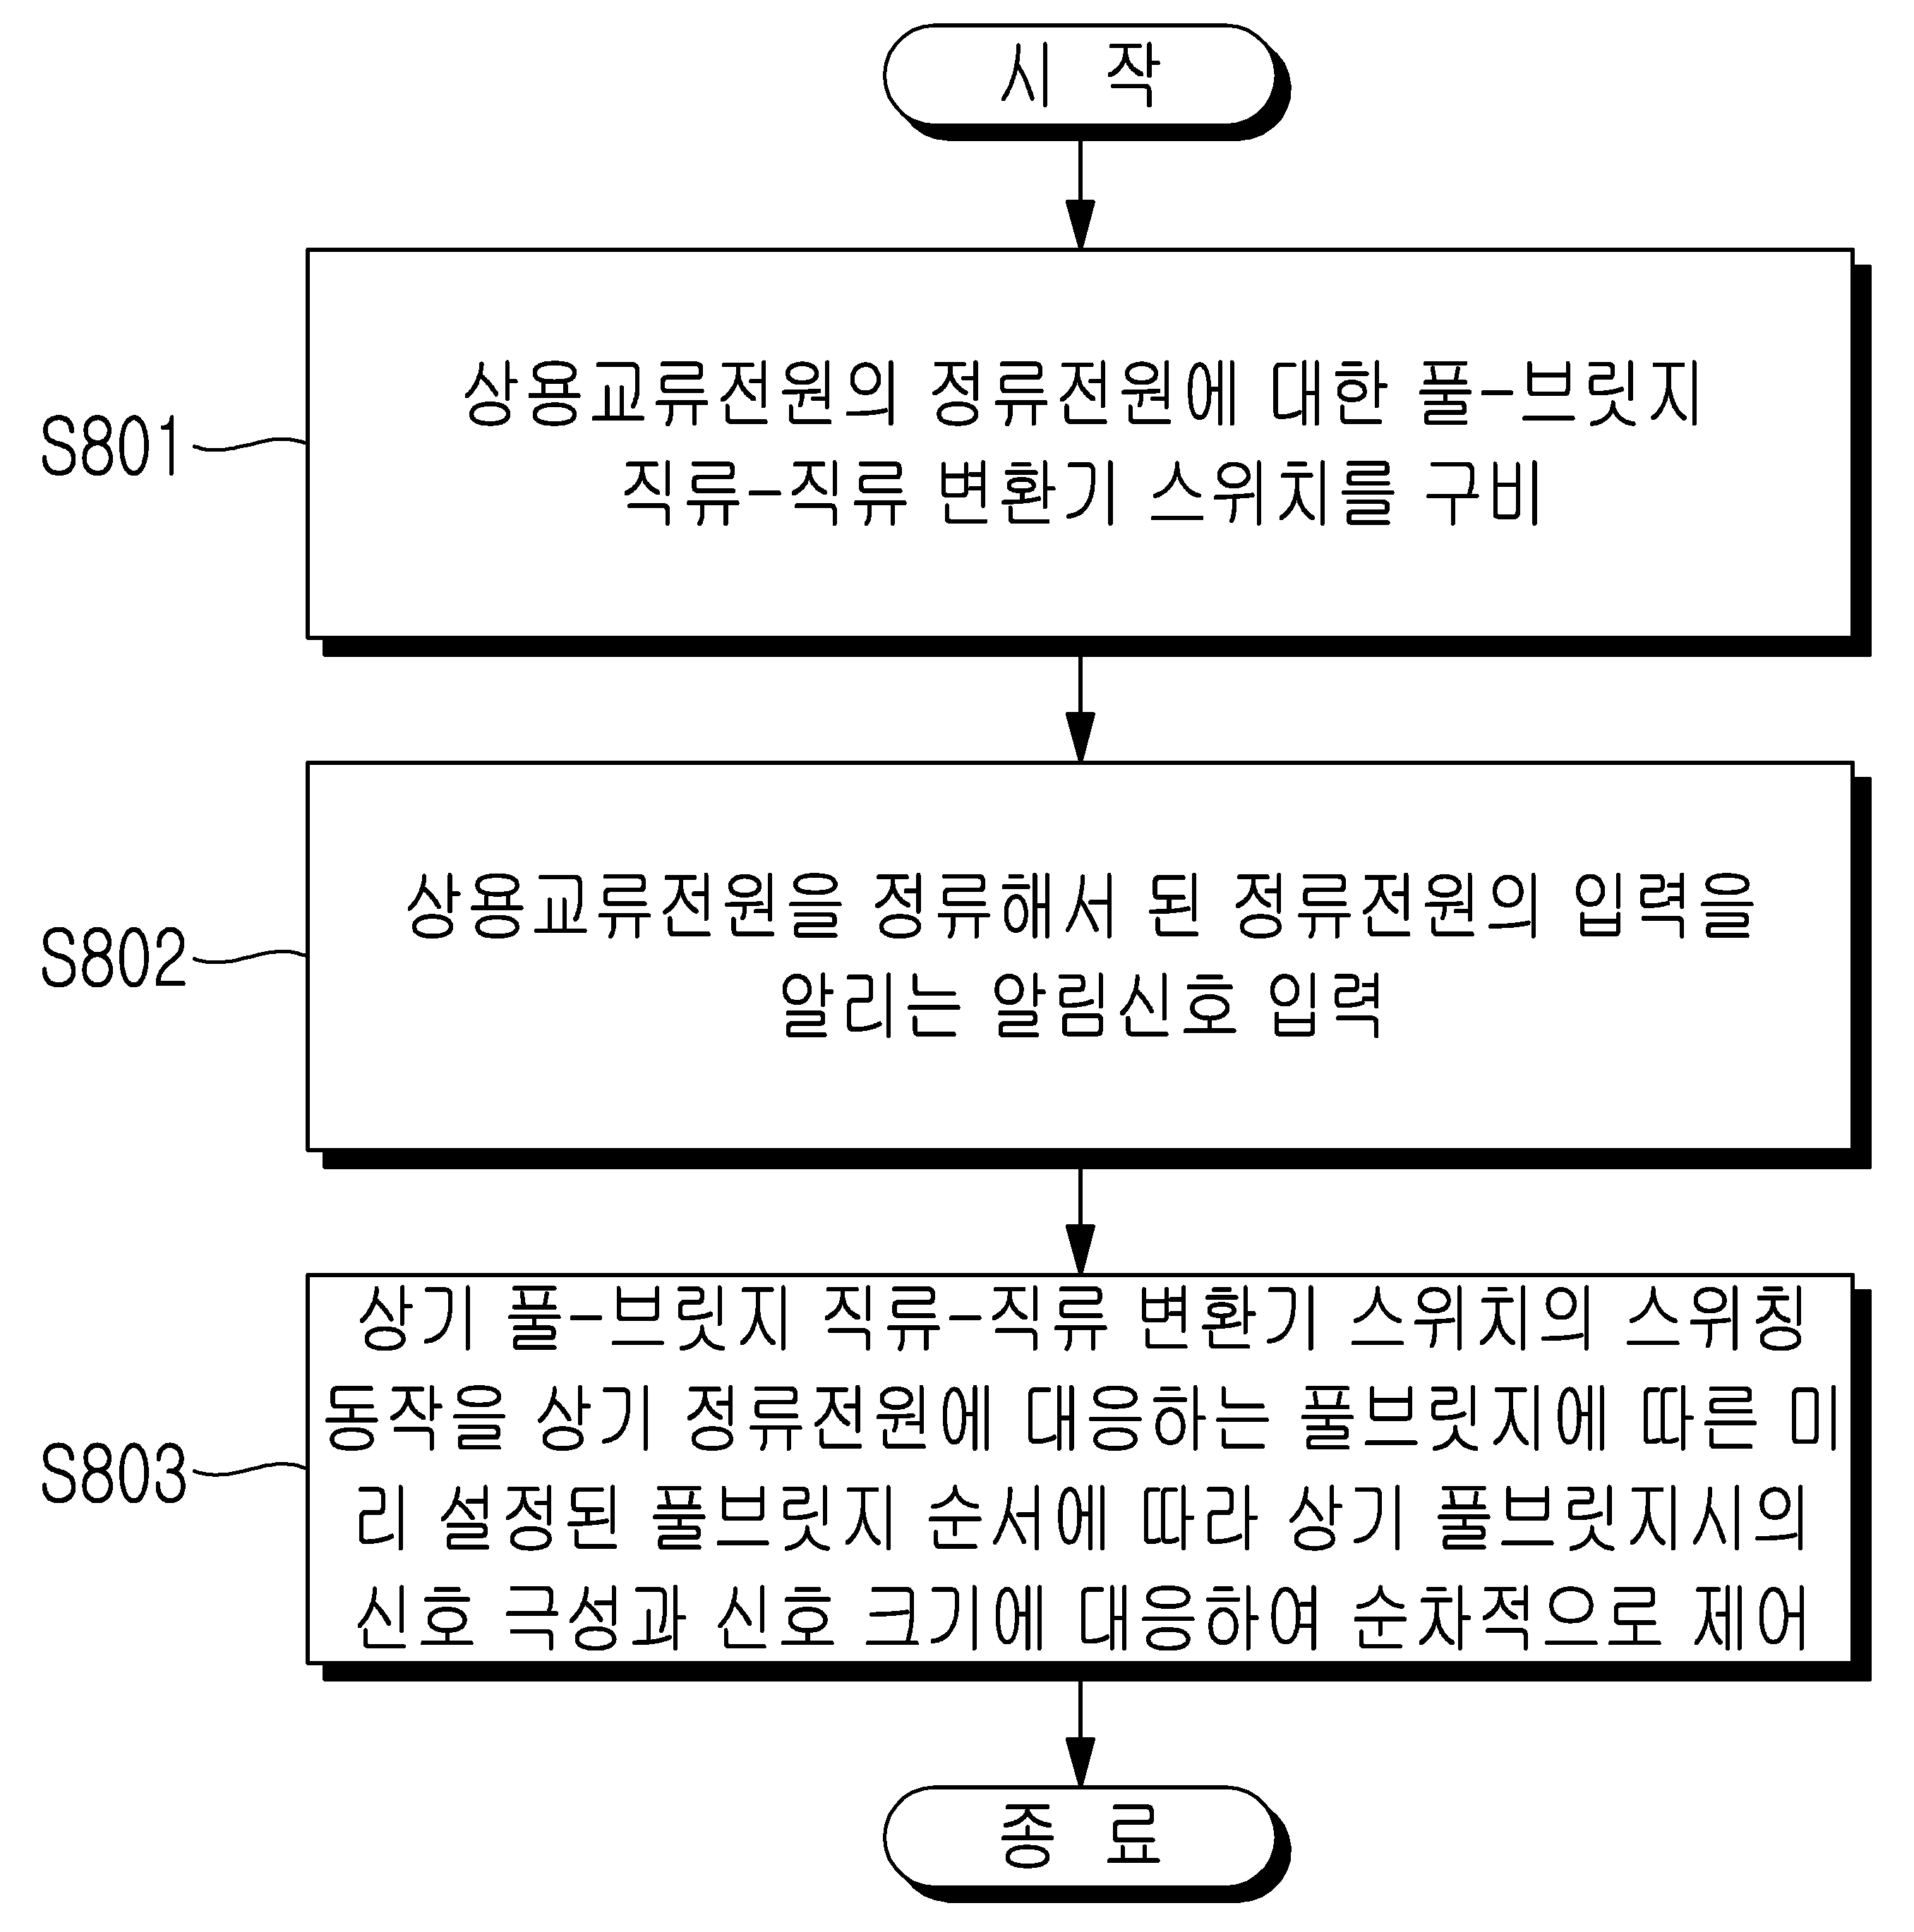 시 작
S801
상용교류전원의 정류전원에 대한 풀-브릿지
직류-직류 변환기 스위치를 구비
S802
상용교류전원을 정류해서 된 정류전원의 입력을
알리는 알림신호 입력
S803
상기 풀-브릿지 직류-직류 변환기 스위치의 스위칭
동작을 상기 정류전원에 대응하는 풀브릿지에 따른 미
리 설정된 풀브릿지 순서에 따라 상기 풀브릿지시의
신호 극성과 신호 크기에 대응하여 순차적으로 제어
종 료